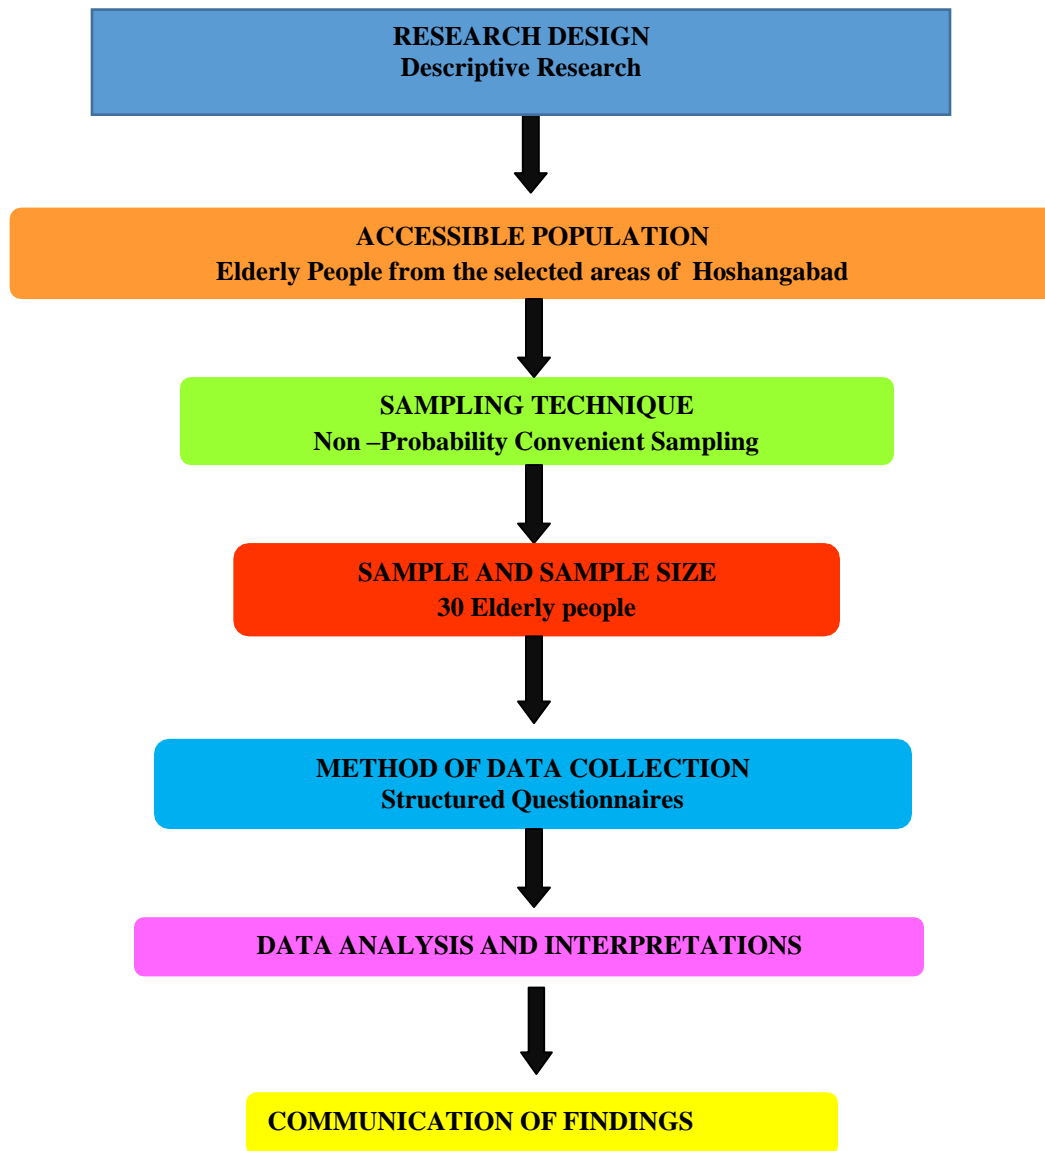 RESEARCH DESIGN
Descriptive Research
ACCESSIBLE POPULATION
Elderly People from the selected areas of  Hoshangabad
SAMPLING TECHNIQUE
Non –Probability Convenient Sampling
SAMPLE AND SAMPLE SIZE
30 Elderly people
METHOD OF DATA COLLECTION
Structured Questionnaires
DATA ANALYSIS AND INTERPRETATIONS
COMMUNICATION OF FINDINGS